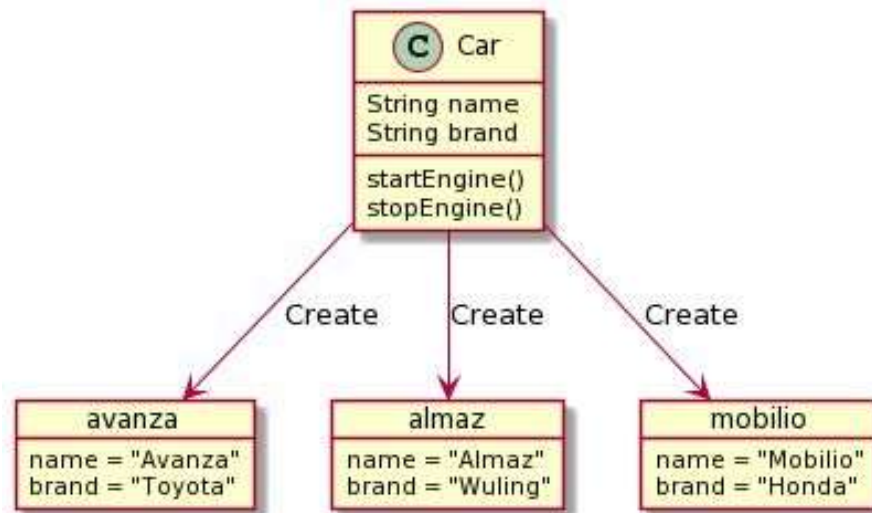 C Car
String name
String brand
startEngine()
stopEngine()
Create
Create
Create
avanza
name = "Avanza"
brand = "Toyota"
almaz
name = "Almaz"
brand = "Wuling"
mobilio
name = "Mobilio"
brand = "Honda"